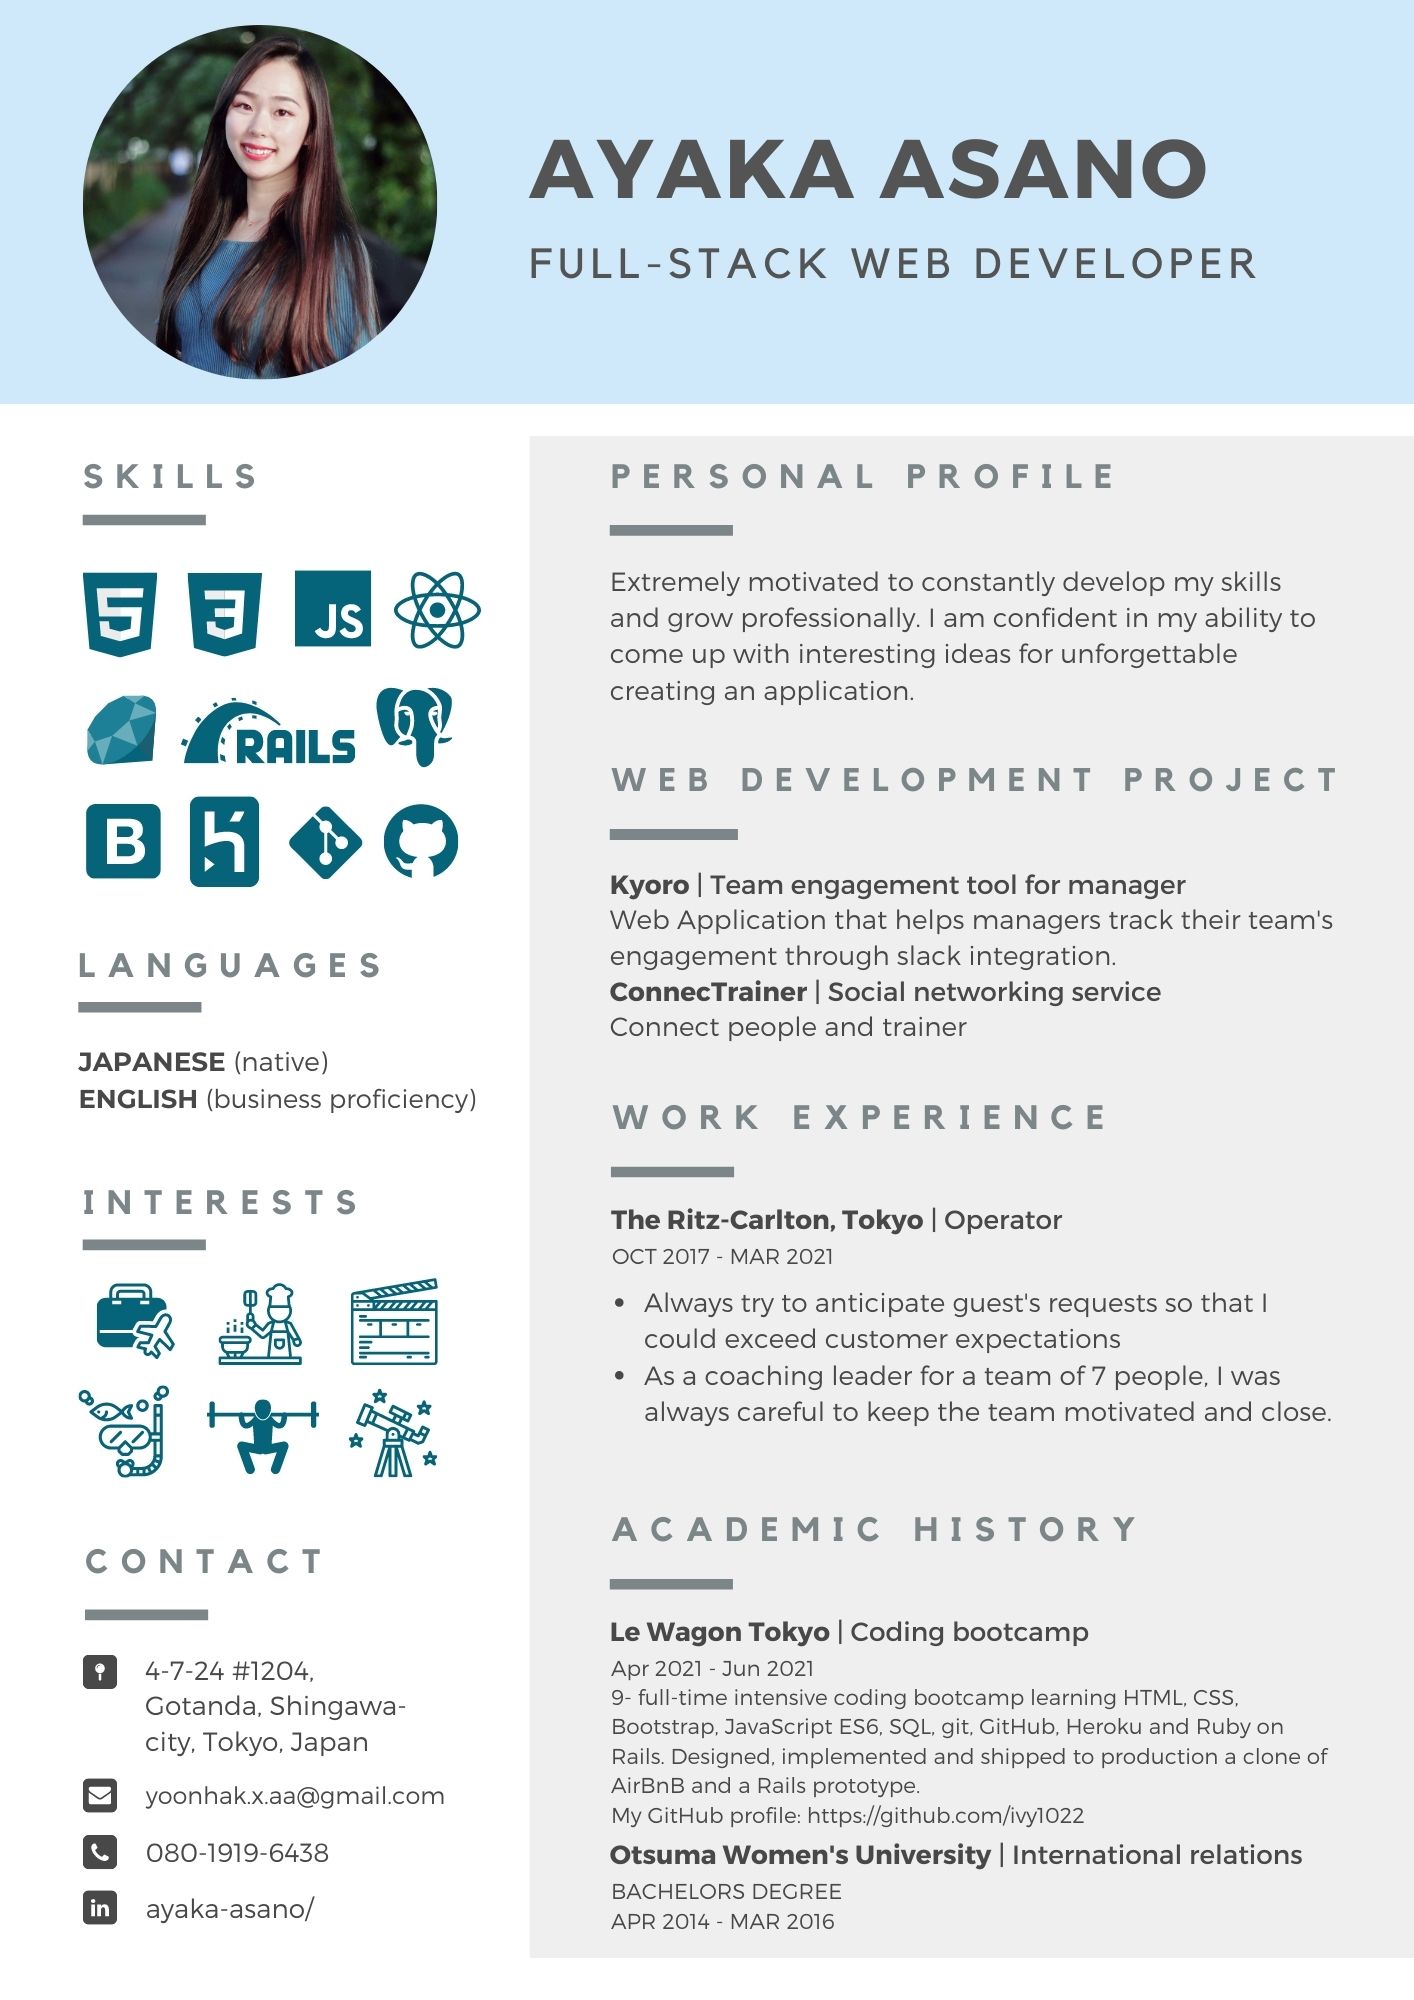 AYAKA ASANO
FULL-STACK WEB DEVELOPER
SKILLS
5 3 JS
RAILS
B
LANGUAGES
JAPANESE (native)
ENGLISH (business proficiency)
INTERESTS
CONTACT
4-7-24 #1204,
Gotanda, Shingawa-
city, Tokyo, Japan
yoonhak.x.aa@gmail.com
080-1919-6438
in ayaka-asano/
PERSONAL PROFILE
Extremely motivated to constantly develop my skills
and grow professionally. I am confident in my ability to
come up with interesting ideas for unforgettable
creating an application.
WEB DEVELOPMENT PROJECT
Kyoro | Team engagement tool for manager
Web Application that helps managers track their team's
engagement through slack integration.
ConnecTrainer | Social networking service
Connect people and trainer
WORK EXPERIENCE
The Ritz-Carlton, Tokyo | Operator
OCT 2017 - MAR 2021
• Always try to anticipate guest's requests so that I
could exceed customer expectations
• As a coaching leader for a team of 7 people, I was
always careful to keep the team motivated and close.
ACADEMIC HISTORY
Le Wagon Tokyo | Coding bootcamp
Apr 2021 - Jun 2021
9- full-time intensive coding bootcamp learning HTML, CSS,
Bootstrap, JavaScript ES6, SQL, git, GitHub, Heroku and Ruby on
Rails. Designed, implemented and shipped to production a clone of
AirBnB and a Rails prototype.
My GitHub profile: https://github.com/ivy1022
Otsuma Women's University | International relations
BACHELORS DEGREE
APR 2014 - MAR 2016